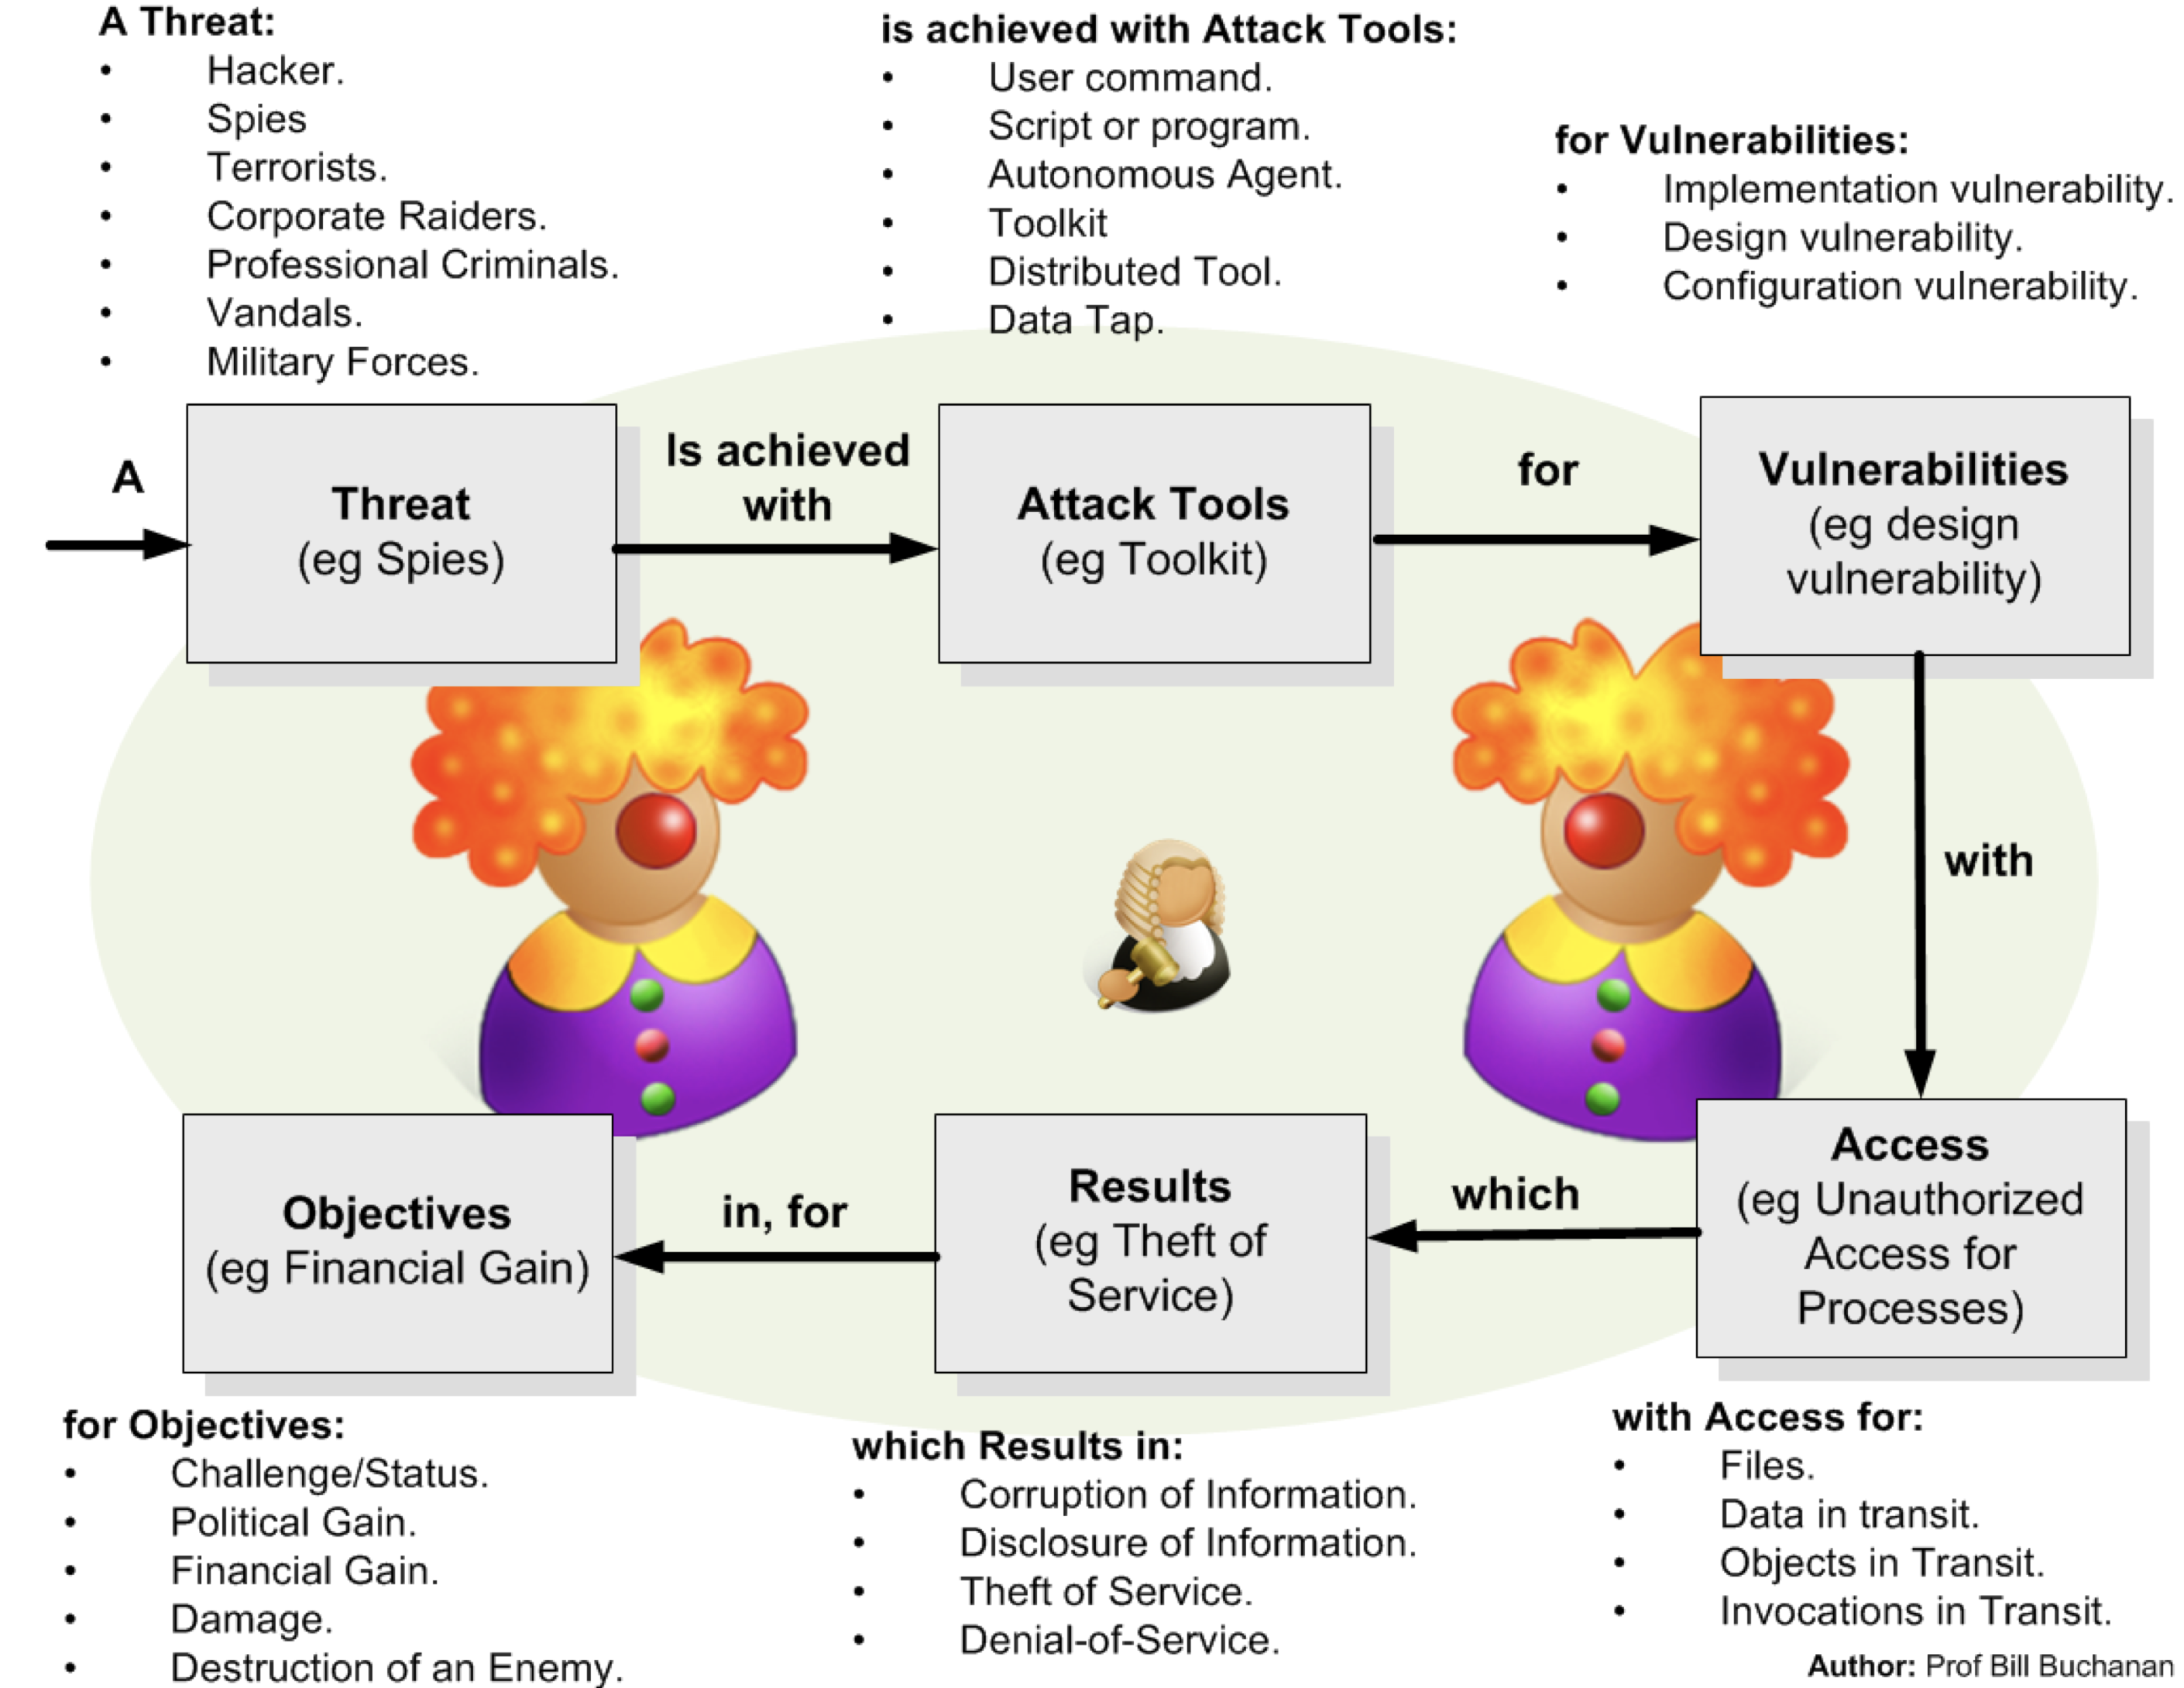 A Threat:
• Hacker.
• Spies
• Terrorists.
• Corporate Raiders.
• Professional Criminals.
• Vandals.
• Military Forces.
is achieved with Attack Tools:
• User command.
• Script or program.
• Autonomous Agent.
• Toolkit
• Distributed Tool.
• Data Tap.
for Vulnerabilities:
• Implementation vulnerability.
• Design vulnerability.
• Configuration vulnerability.
A
Threat
(eg Spies)
Is achieved
with
Attack Tools
(eg Toolkit)
for
Vulnerabilities
(eg design
vulnerability)
with
Access
(eg Unauthorized
Access for
Processes)
which
Results
(eg Theft of
Service)
in, for
Objectives
(eg Financial Gain)
for Objectives:
• Challenge/Status.
• Political Gain.
• Financial Gain.
• Damage.
• Destruction of an Enemy.
which Results in:
• Corruption of Information.
• Disclosure of Information.
• Theft of Service.
• Denial-of-Service.
with Access for:
• Files.
• Data in transit.
• Objects in Transit.
• Invocations in Transit.
Author: Prof Bill Buchanan